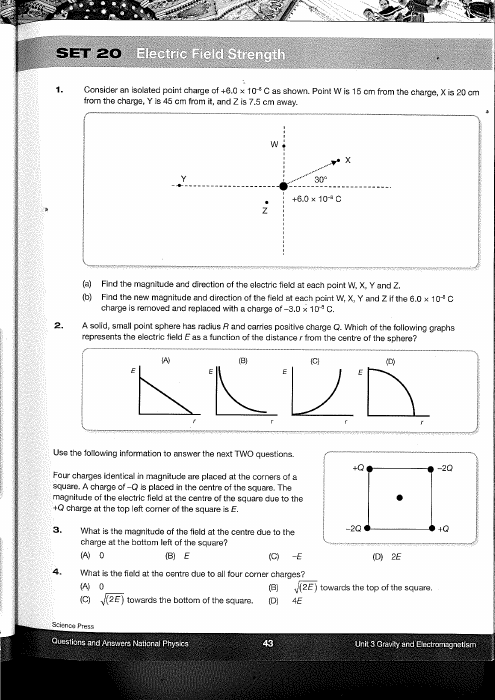 SET 20 Electric Field Strength
1. Consider an isolated point charge of +6.0 × 10⁻⁶ C as shown. Point W is 15 cm from the charge, X is 20 cm
from the charge, Y is 45 cm from it, and Z is 7.5 cm away.
W
X
Y
30°
+6.0 × 10⁻⁶ C
Z
(a) Find the magnitude and direction of the electric field at each point W, X, Y and Z.
(b) Find the new magnitude and direction of the field at each point W, X, Y and Z if the 6.0 × 10⁻⁶ C
charge is removed and replaced with a charge of –3.0 × 10⁻⁵ C.
2. A solid, small point sphere has radius R and carries positive charge Q. Which of the following graphs
represents the electric field E as a function of the distance r from the centre of the sphere?
(A) (B) (C) (D)
E E E E
r r r r
Use the following information to answer the next TWO questions.
Four charges identical in magnitude are placed at the corners of a
square. A charge of –Q is placed in the centre of the square. The
magnitude of the electric field at the centre of the square due to the
+Q charge at the top left corner of the square is E.
+Q –2Q
–2Q +Q
3. What is the magnitude of the field at the centre due to the
charge at the bottom left of the square?
(A) 0 (B) E (C) –E (D) 2E
4. What is the field at the centre due to all four corner charges?
(A) 0 (B) √(2E) towards the top of the square.
(C) √(2E) towards the bottom of the square. (D) 4E
Science Press
Questions and Answers National Physics 43 Unit 3 Gravity and Electromagnetism